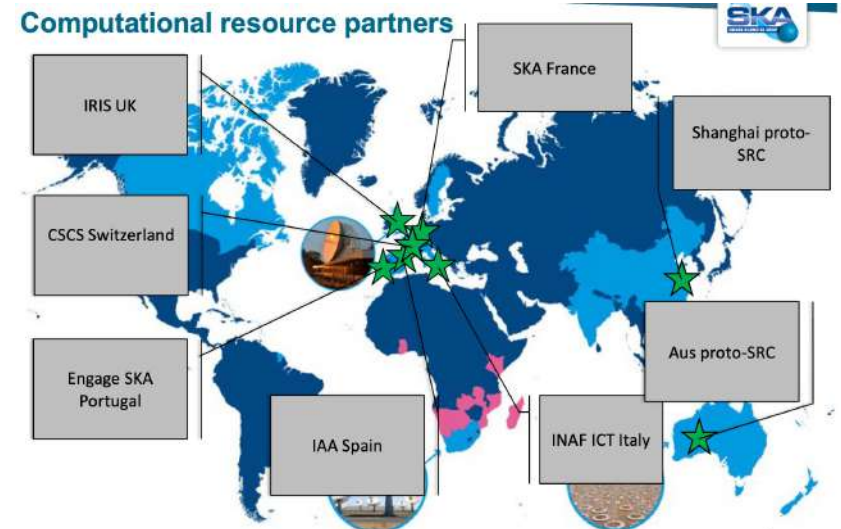 Computational resource partners
SKA
IRIS UK
SKA France
Shanghai proto-
SRC
CSCS Switzerland
Aus proto-SRC
Engage SKA
Portugal
IAA Spain
INAF ICT Italy